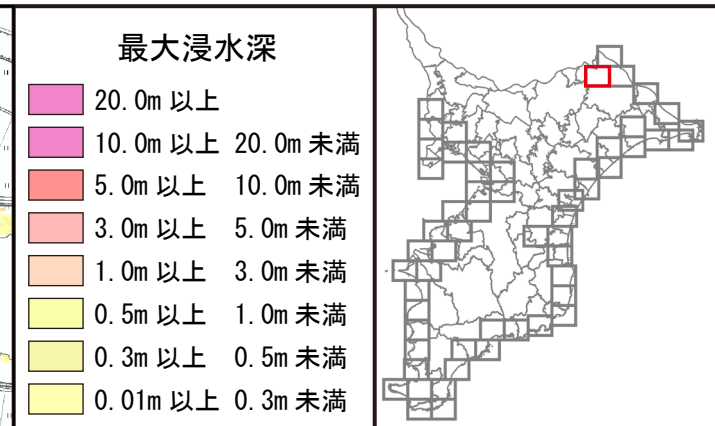 最大浸水深
20.0m 以上
10.0m 以上 20.0m 未満
5.0m 以上 10.0m 未満
3.0m 以上 5.0m 未満
1.0m 以上 3.0m 未満
0.5m 以上 1.0m 未満
0.3m 以上 0.5m 未満
0.01m 以上 0.3m 未満